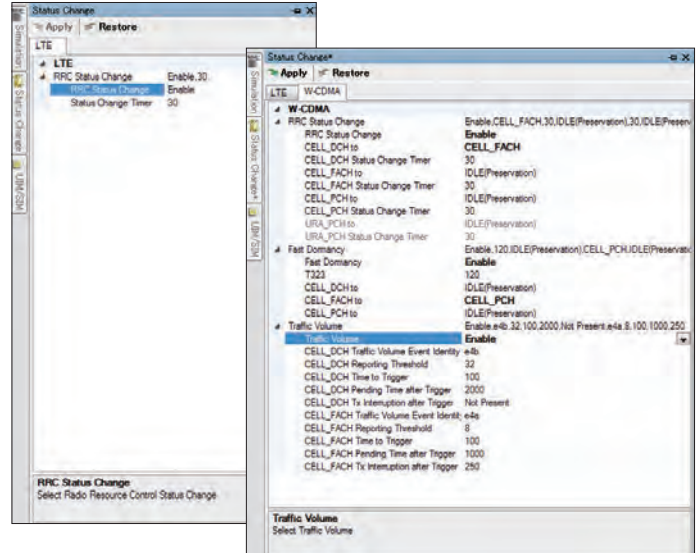 Status Change
Apply Restore
LTE
LTE
RRC Status Change Enable,30
RRC Status Change Enable
Status Change Timer 30
RRC Status Change
Select Radio Resource Control Status Change
Simulation
Status Change
UIM/SIM
Status Change*
Apply Restore
LTE W-CDMA
W-CDMA
RRC Status Change Enable,CELL_FACH,30,IDLE(Preservation),30,IDLE(Preserv
RRC Status Change Enable
CELL_DCH to CELL_FACH
CELL_DCH Status Change Timer 30
CELL_FACH to IDLE(Preservation)
CELL_FACH Status Change Timer 30
CELL_PCH to IDLE(Preservation)
CELL_PCH Status Change Timer 30
URA_PCH to IDLE(Preservation)
URA_PCH Status Change Timer 30
Fast Dormancy Enable,120,IDLE(Preservation),CELL_PCH,IDLE(Preservatio
Fast Dormancy Enable
T323 120
CELL_DCH to IDLE(Preservation)
CELL_FACH to CELL_PCH
CELL_PCH to IDLE(Preservation)
Traffic Volume Enable,e4b,32,100,2000,Not Present,e4a,8,100,1000,250
Traffic Volume Enable
CELL_DCH Traffic Volume Event Identity e4b
CELL_DCH Reporting Threshold 32
CELL_DCH Time to Trigger 100
CELL_DCH Pending Time after Trigger 2000
CELL_DCH Tx Interruption after Trigger Not Present
CELL_FACH Traffic Volume Event Identit e4a
CELL_FACH Reporting Threshold 8
CELL_FACH Time to Trigger 100
CELL_FACH Pending Time after Trigger 1000
CELL_FACH Tx Interruption after Trigger 250
Traffic Volume
Select Traffic Volume
Simulation
Status Change*
UIM/SIM